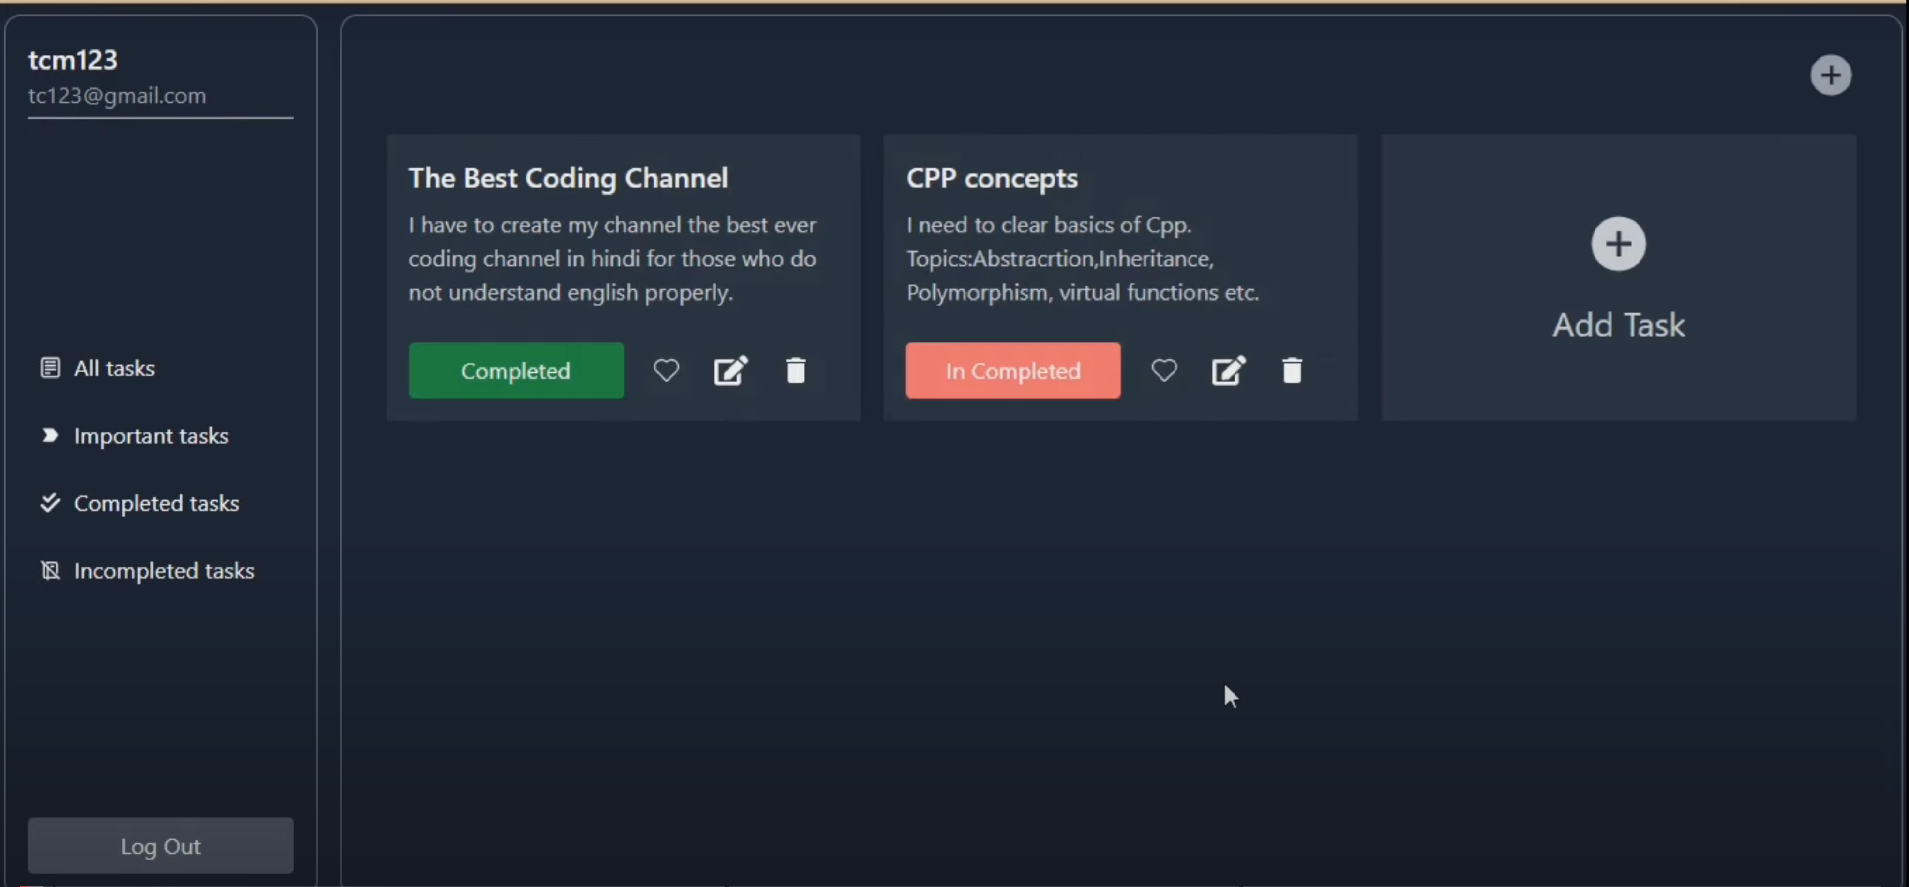 tcm123
tc123@gmail.com
All tasks
Important tasks
Completed tasks
Incompleted tasks
Log Out
The Best Coding Channel
I have to create my channel the best ever
coding channel in hindi for those who do
not understand english properly.
Completed
CPP concepts
I need to clear basics of Cpp.
Topics:Abstracrtion,Inheritance,
Polymorphism, virtual functions etc.
In Completed
Add Task